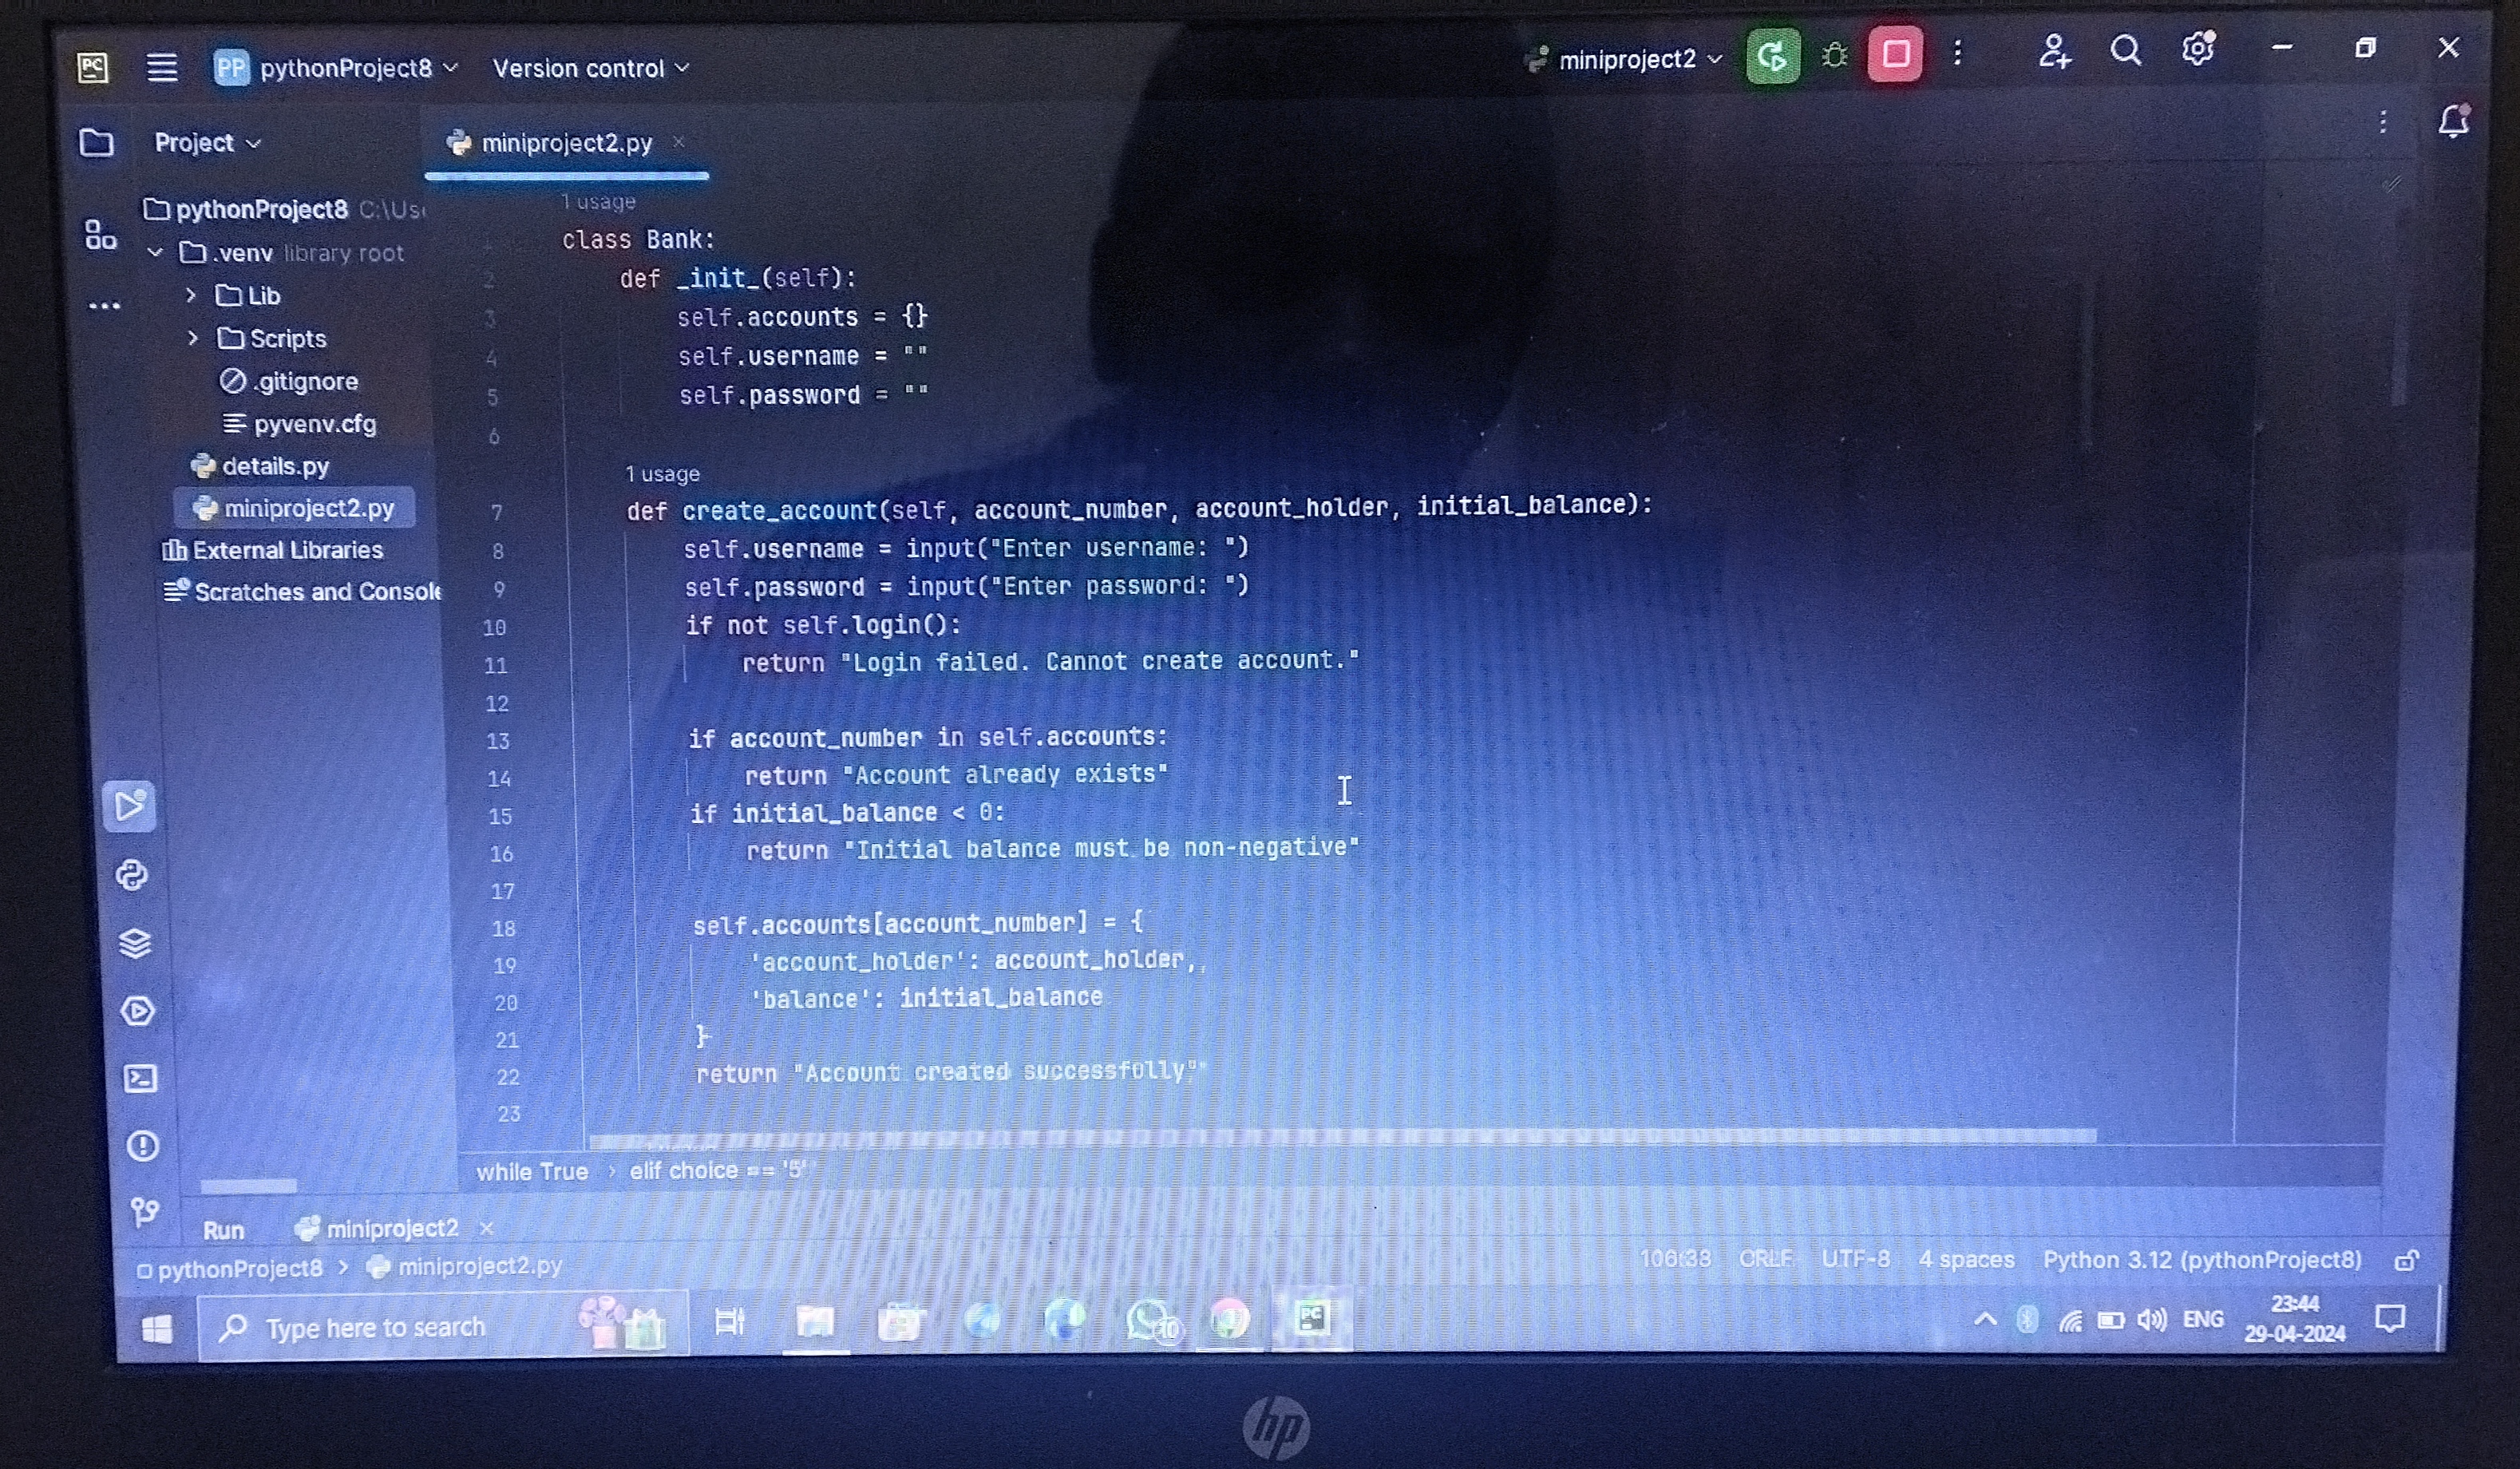 PC
PP pythonProject8 Version control miniproject2
Project miniproject2.py
pythonProject8 C:\Us
.venv library root
Lib
Scripts
.gitignore
pyvenv.cfg
details.py
miniproject2.py
External Libraries
Scratches and Console
1 usage
1 class Bank:
2 def _init_(self):
3 self.accounts = {}
4 self.username = ""
5 self.password = ""
6
1 usage
7 def create_account(self, account_number, account_holder, initial_balance):
8 self.username = input("Enter username: ")
9 self.password = input("Enter password: ")
10 if not self.login():
11 return "Login failed. Cannot create account."
12
13 if account_number in self.accounts:
14 return "Account already exists"
15 if initial_balance < 0:
16 return "Initial balance must be non-negative"
17
18 self.accounts[account_number] = {
19 'account_holder': account_holder,
20 'balance': initial_balance
21 }
22 return "Account created successfully"
23
while True > elif choice == '5'
Run miniproject2
pythonProject8 > miniproject2.py 106:38 CRLF UTF-8 4 spaces Python 3.12 (pythonProject8)
Type here to search 10 PC ENG 23:44
29-04-2024
hp